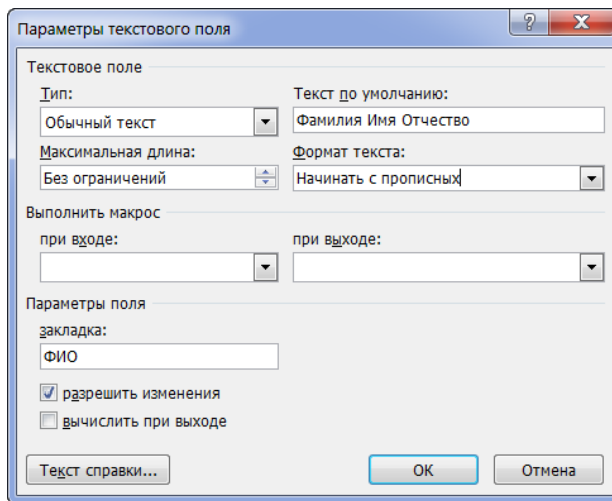 Параметры текстового поля
Текстовое поле
Тип: Текст по умолчанию:
Обычный текст Фамилия Имя Отчество
Максимальная длина: Формат текста:
Без ограничений Начинать с прописных
Выполнить макрос
при входе: при выходе:
Параметры поля
закладка:
ФИО
разрешить изменения
вычислить при выходе
Текст справки... ОК Отмена